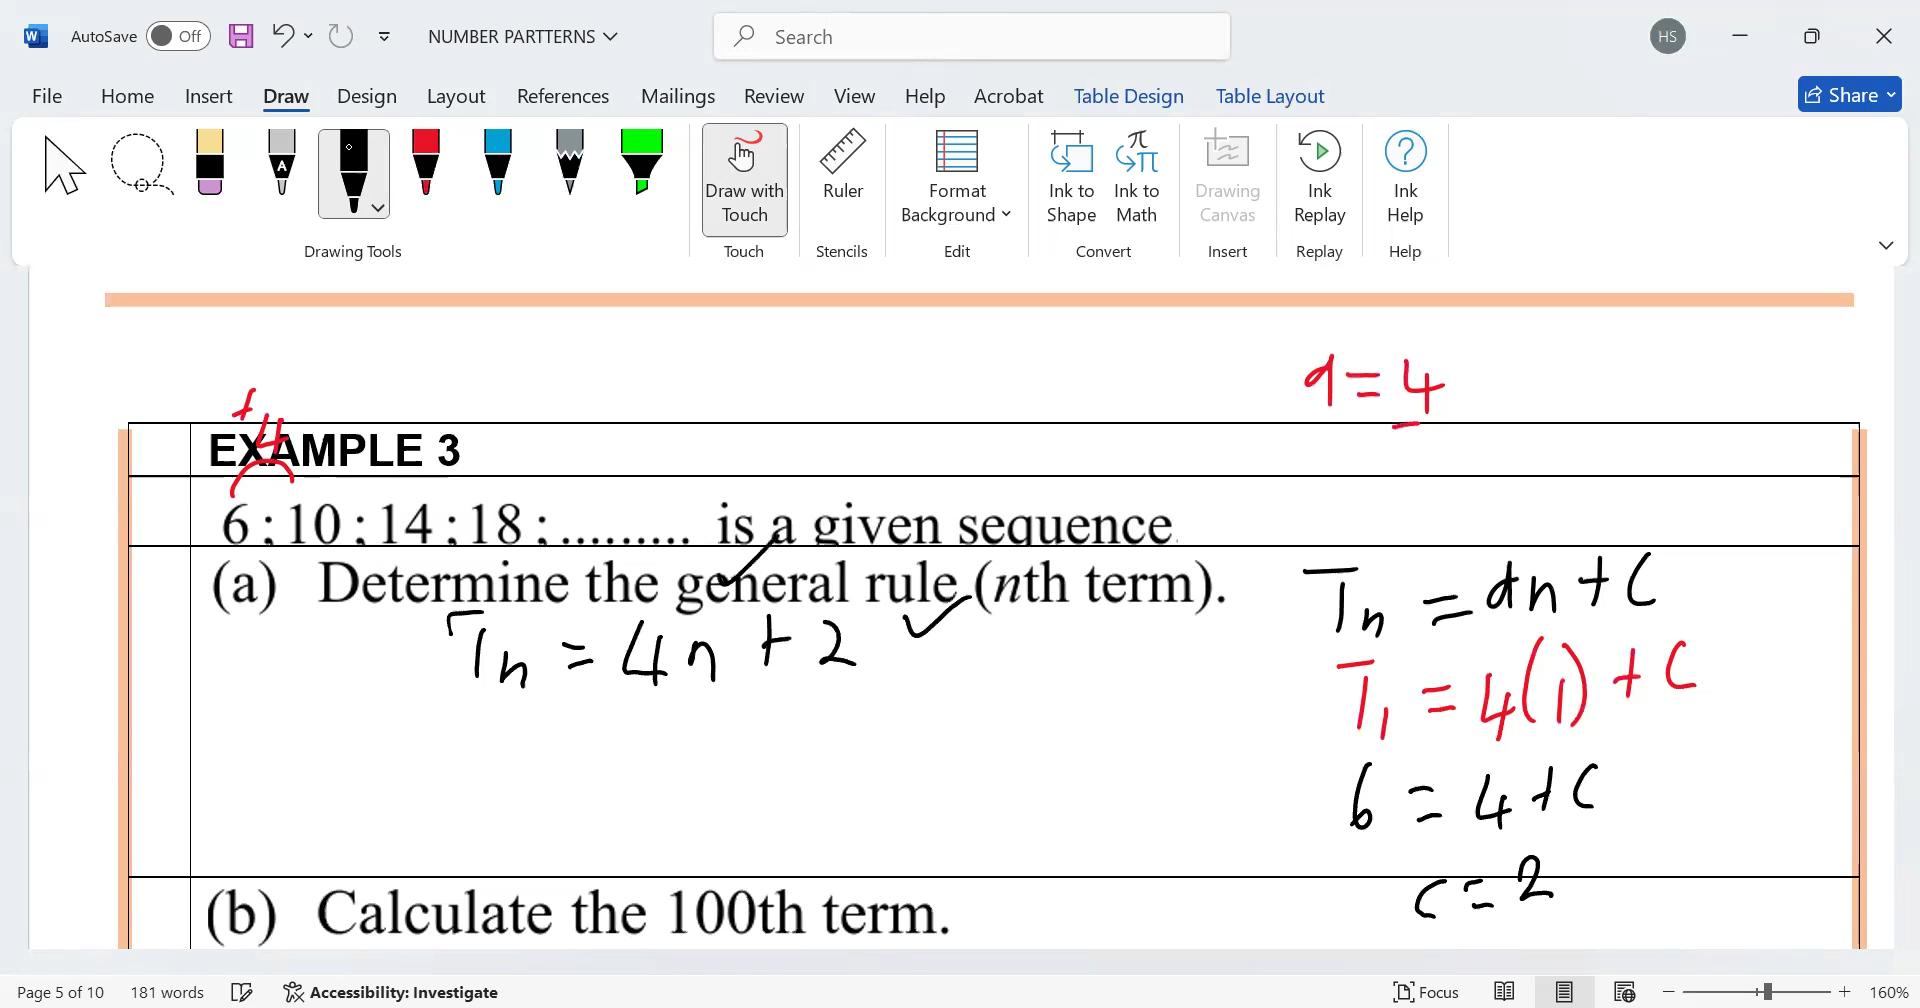 AutoSave Off NUMBER PARTTERNS Search HS
File Home Insert Draw Design Layout References Mailings Review View Help Acrobat Table Design Table Layout Share
Draw with Touch Ruler Format Background Ink to Shape Ink to Math Drawing Canvas Ink Replay Ink Help
Drawing Tools Touch Stencils Edit Convert Insert Replay Help
d = 4
+4
EXAMPLE 3
6 ; 10 ; 14 ; 18 ; ......... is a given sequence
(a) Determine the general rule (nth term).
Tn = 4n + 2
Tn = dn + c
T1 = 4(1) + c
6 = 4 + c
c = 2
(b) Calculate the 100th term.
Page 5 of 10 181 words Accessibility: Investigate Focus 160%